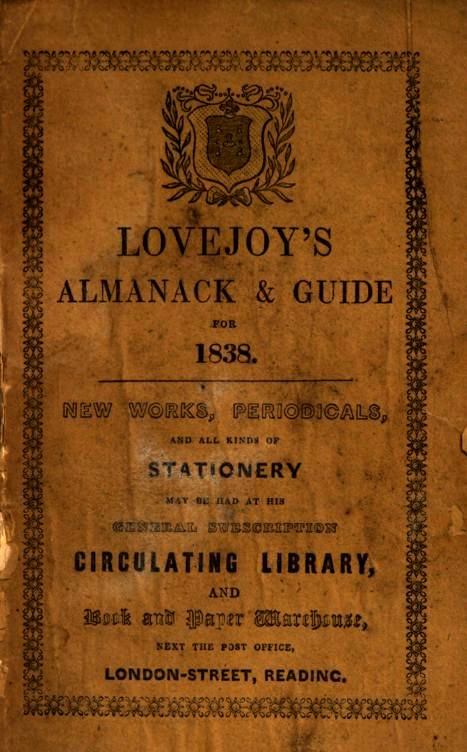 LOVEJOY'S
ALMANACK & GUIDE
FOR
1838.
NEW WORKS, PERIODICALS,
AND ALL KINDS OF
STATIONERY
MAY BE HAD AT HIS
GENERAL SUBSCRIPTION
CIRCULATING LIBRARY,
AND
Book and Paper Warehouse,
NEXT THE POST OFFICE,
LONDON-STREET, READING.